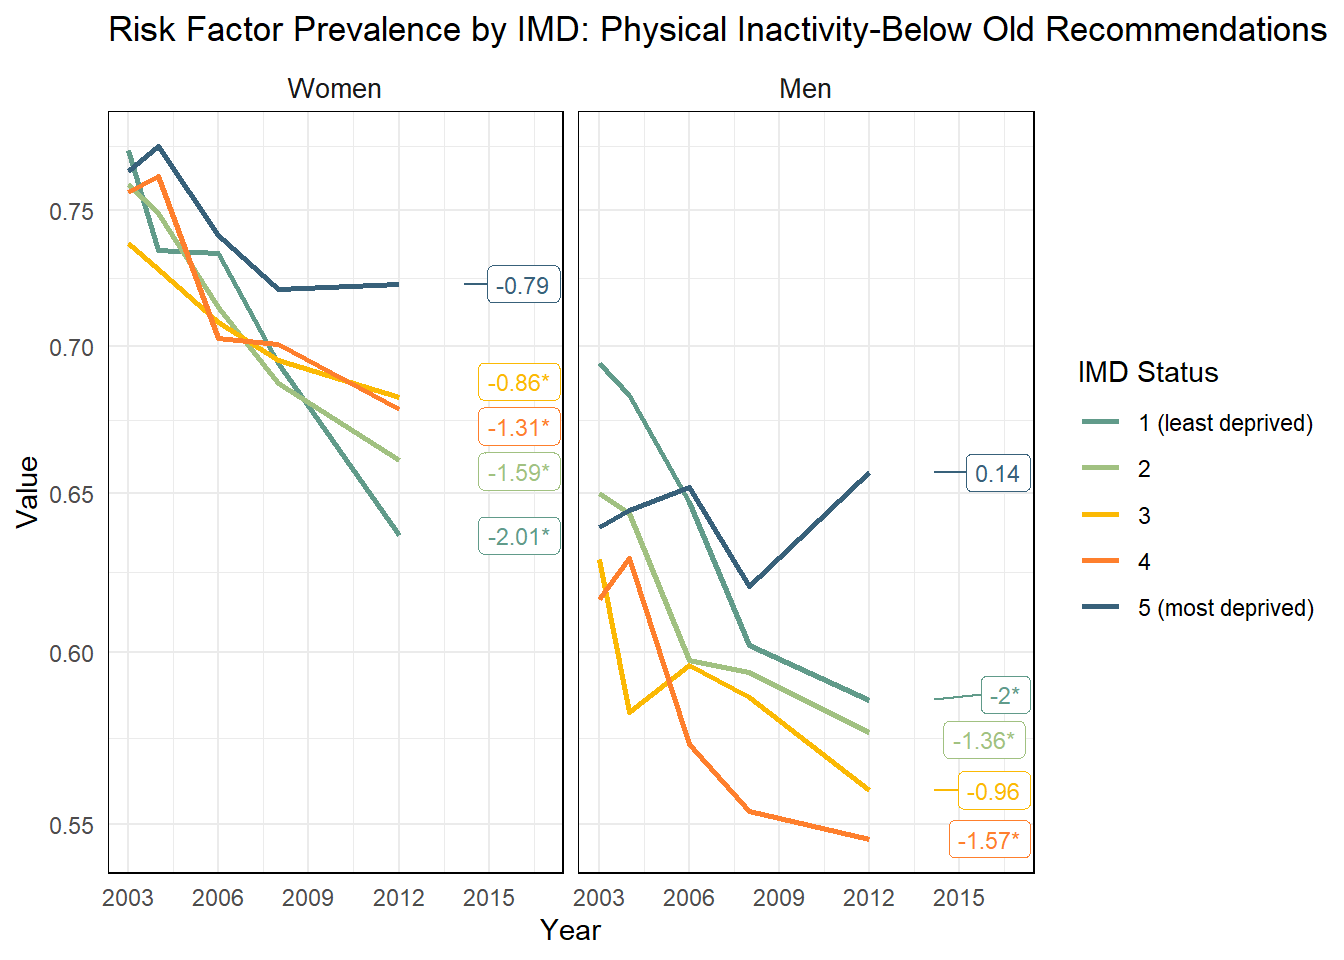 Risk Factor Prevalence by IMD: Physical Inactivity-Below Old Recommendations
Women
Men
0.75
0.70
0.65
0.60
0.55
Value
-0.79
-0.86*
-1.31*
-1.59*
-2.01*
0.14
-2*
-1.36*
-0.96
-1.57*
2003 2006 2009 2012 2015
2003 2006 2009 2012 2015
Year
IMD Status
1 (least deprived)
2
3
4
5 (most deprived)